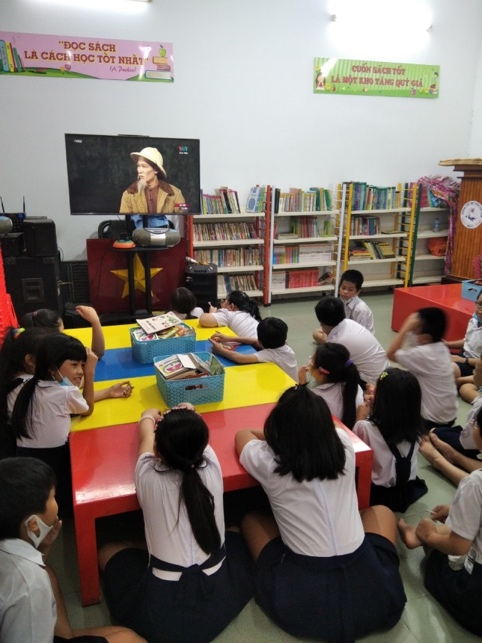 "ĐỌC SÁCH
LÀ CÁCH HỌC TỐT NHẤT"
CUỐN SÁCH TỐT
LÀ MỘT KHO TÀNG QUÝ GIÁ